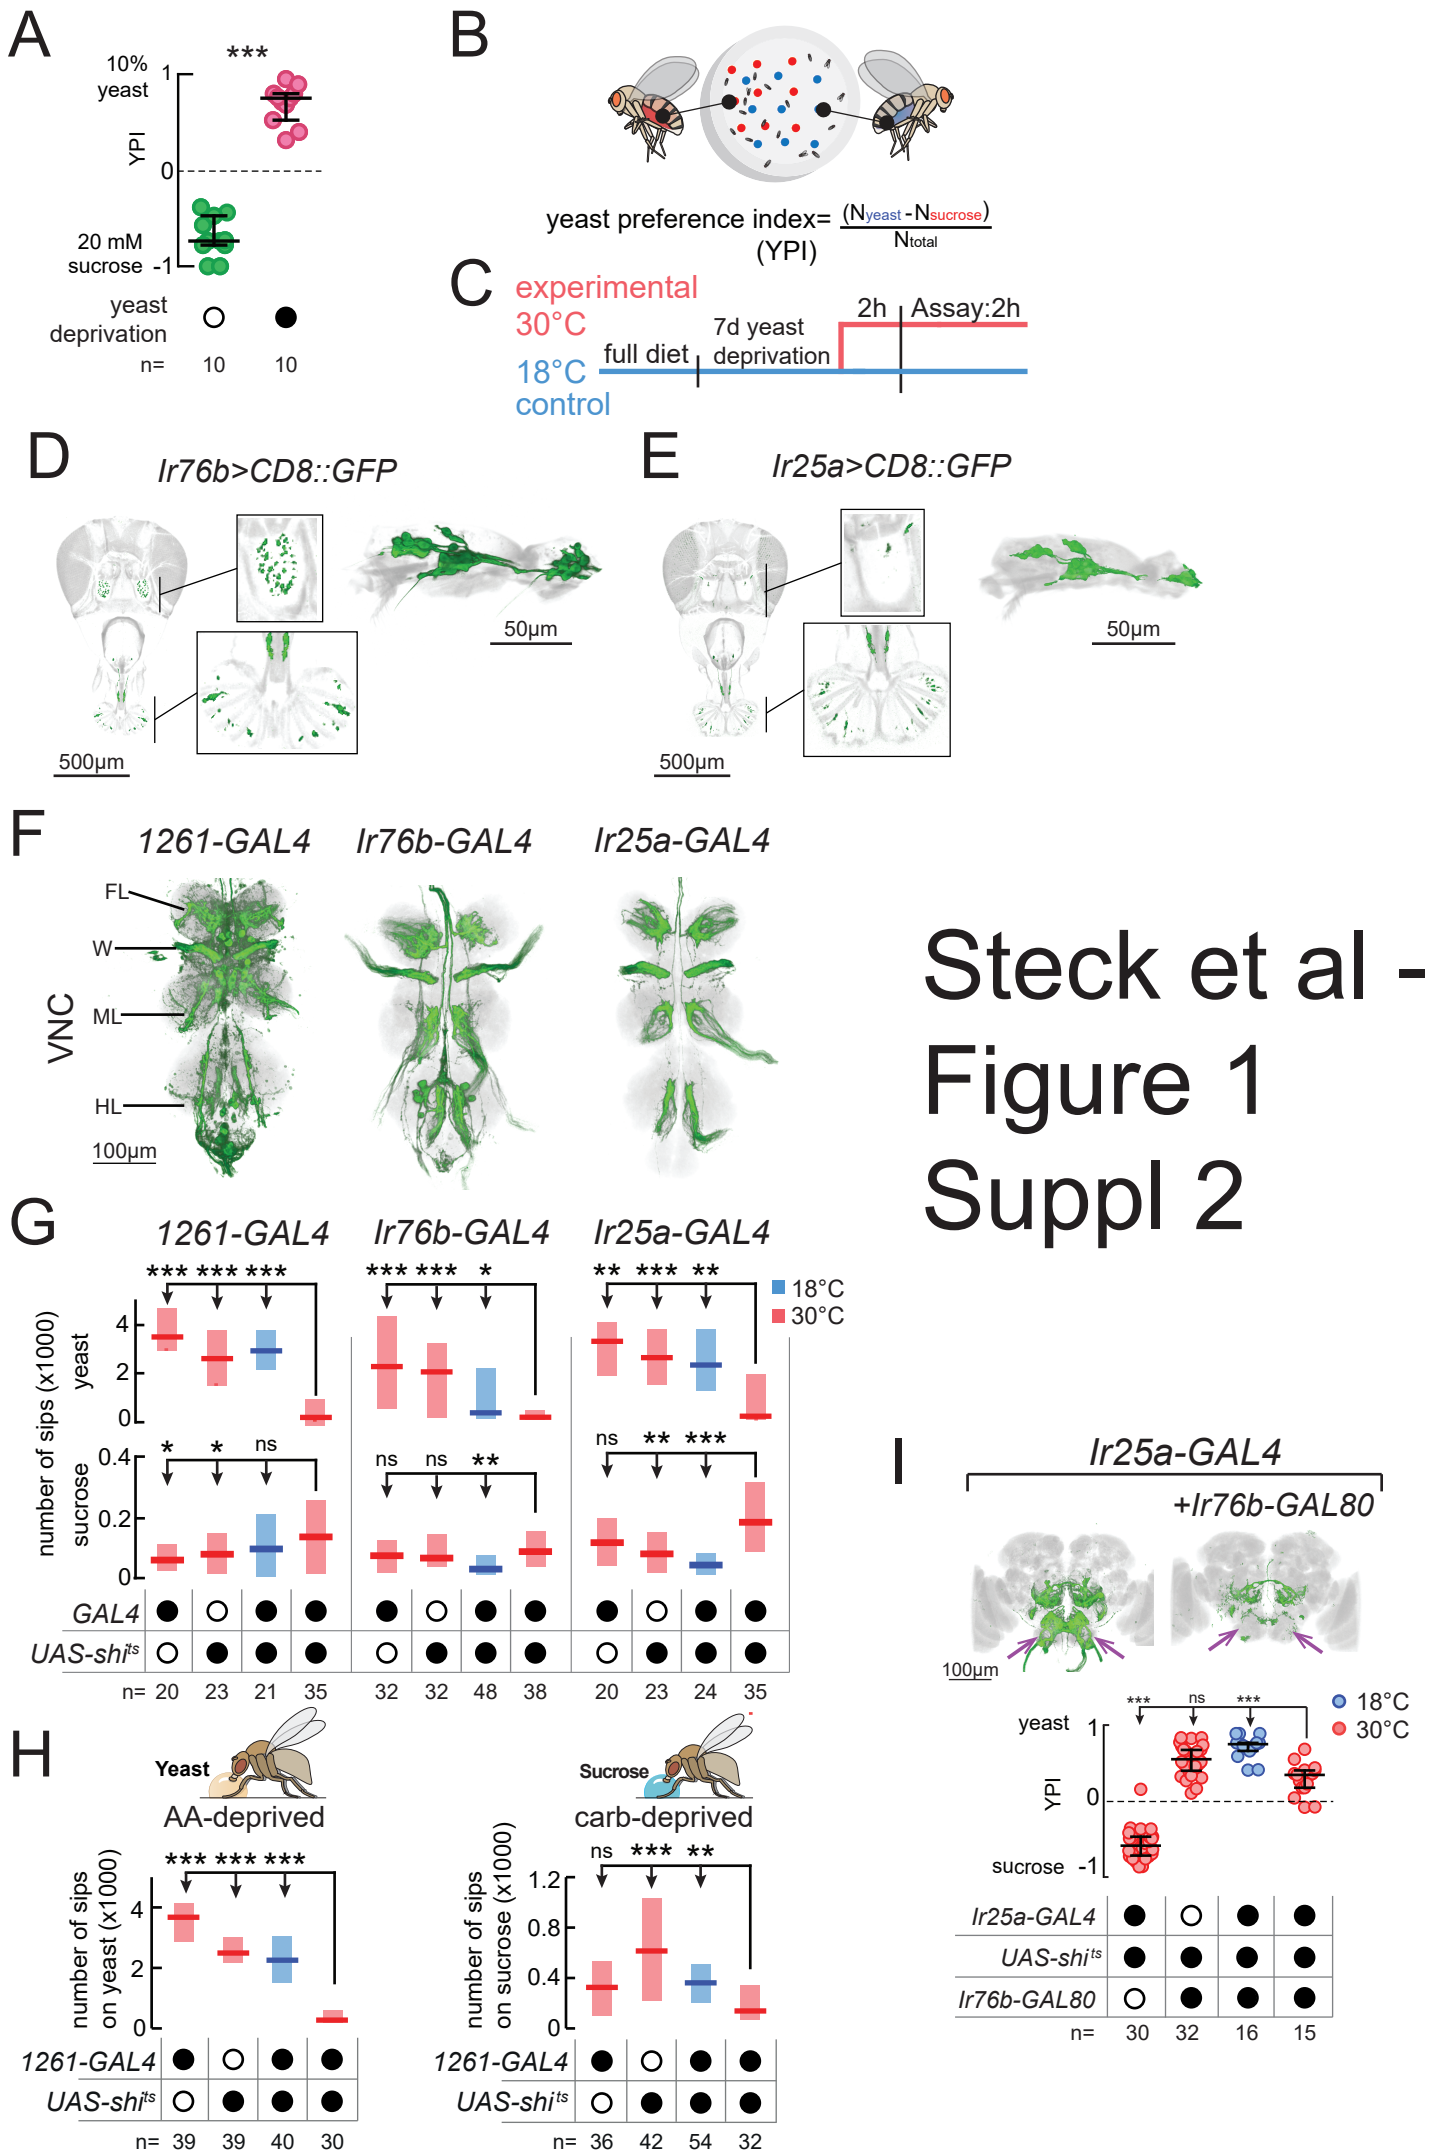 A
***
10%
yeast
1
YPI
0
20 mM
sucrose
-1
yeast
deprivation
n= 10 10
B
yeast preference index= (Nyeast - Nsucrose)
Ntotal
(YPI)
C
experimental
30°C
2h
Assay:2h
7d yeast
deprivation
full diet
18°C
control
D
Ir76b>CD8::GFP
500µm
50µm
E
Ir25a>CD8::GFP
500µm
50µm
F
1261-GAL4 Ir76b-GAL4 Ir25a-GAL4
VNC
FL
W
ML
HL
100µm
Steck et al -
Figure 1
Suppl 2
G
1261-GAL4 Ir76b-GAL4 Ir25a-GAL4
*** *** *** *** *** * ** *** **
18°C
30°C
number of sips (x1000)
yeast
4
2
0
* * ns ns ns ** ns ** ***
sucrose
0.4
0.2
0
GAL4
UAS-shits
n= 20 23 21 35 32 32 48 38 20 23 24 35
H
Yeast
AA-deprived
*** *** ***
number of sips
on yeast (x1000)
4
2
0
1261-GAL4
UAS-shits
n= 39 39 40 30
Sucrose
carb-deprived
ns *** **
number of sips
on sucrose (x1000)
1.2
0.8
0.4
0
1261-GAL4
UAS-shits
n= 36 42 54 32
I
Ir25a-GAL4
+Ir76b-GAL80
100µm
*** ns ***
18°C
30°C
yeast
1
YPI
0
sucrose
-1
Ir25a-GAL4
UAS-shits
Ir76b-GAL80
n= 30 32 16 15